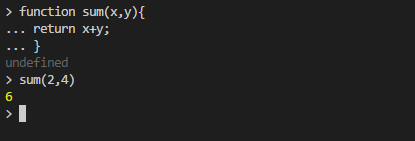 > function sum(x,y){
... return x+y;
... }
undefined
> sum(2,4)
6
>